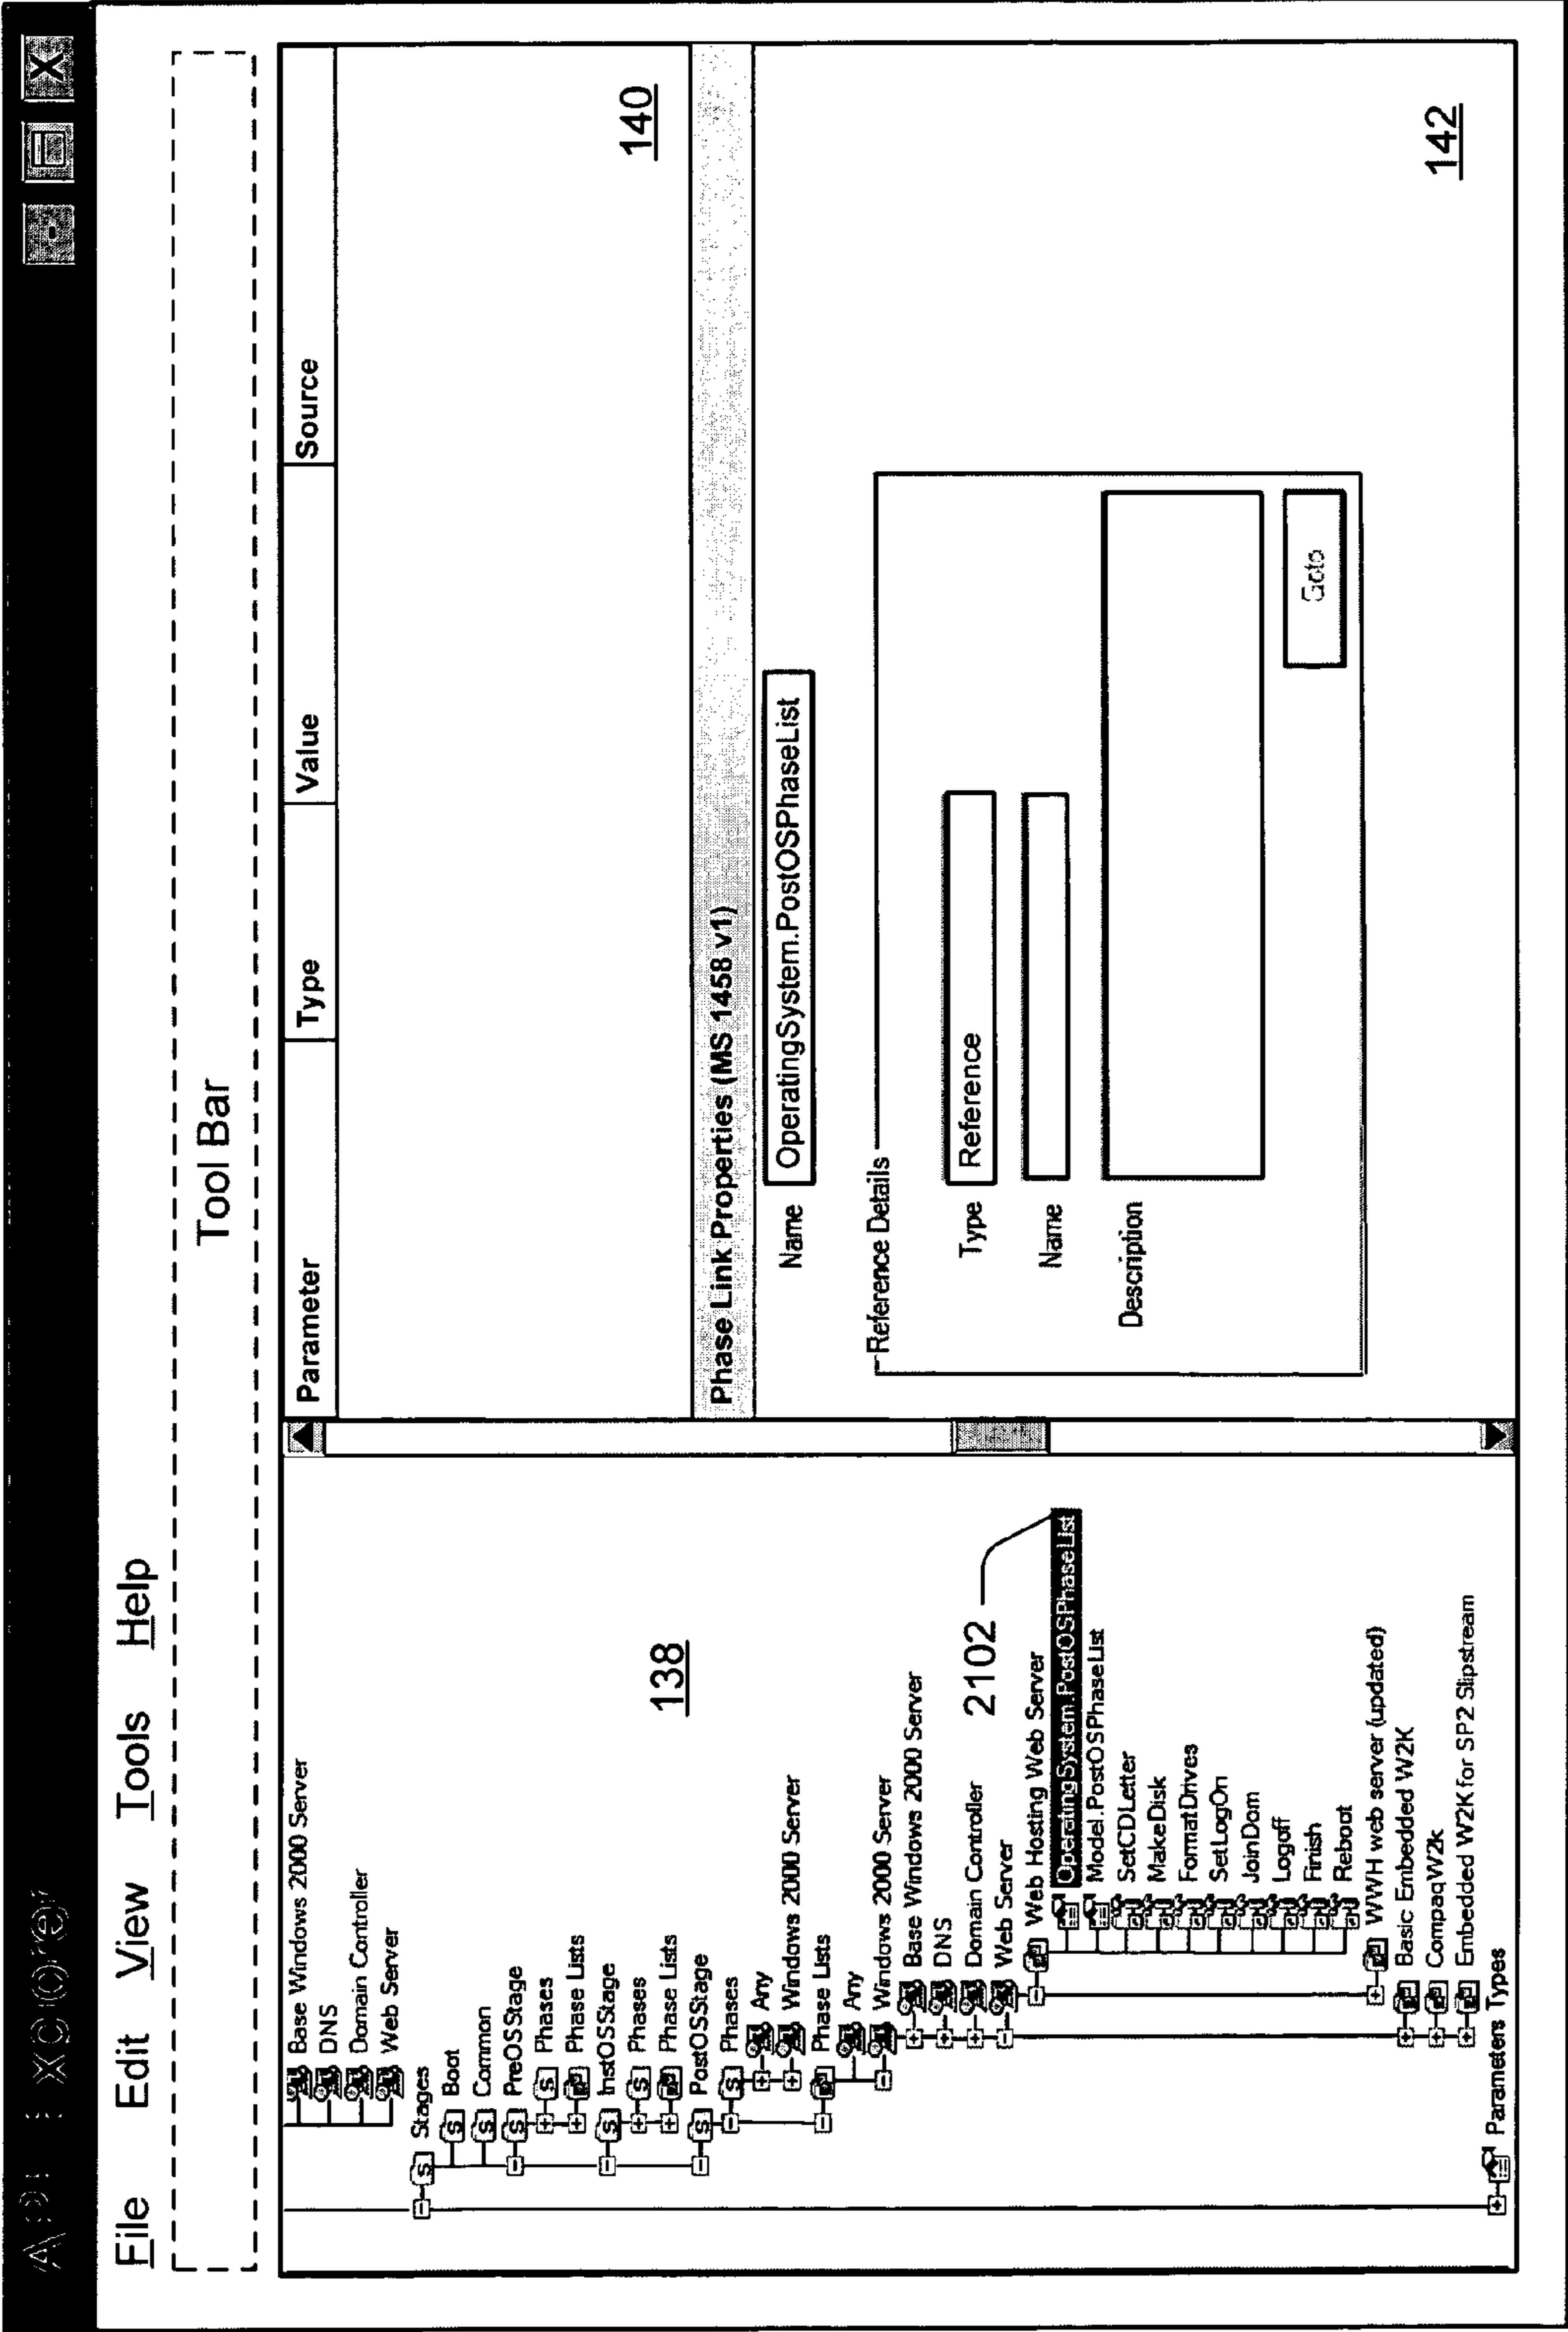 File Edit View Tools Help
Tool Bar
Base Windows 2000 Server
DNS
Domain Controller
Web Server
Stages
Boot
Common
PreOSStage
Phases
Phase Lists
InstOSStage
Phases
Phase Lists
PostOSStage
Phases
Any
Windows 2000 Server
Phase Lists
Any
Windows 2000 Server
Base Windows 2000 Server
DNS
Domain Controller
Web Server
Web Hosting Web Server
OperatingSystem.PostOSPhaseList
Model.PostOSPhaseList
SetCDLetter
MakeDisk
FormatDrives
SetLogOn
JoinDom
Logoff
Finish
Reboot
WWH web server (updated)
Basic Embedded W2K
CompaqW2k
Embedded W2K for SP2 Slipstream
Parameters Types
138
2102
Parameter Type Value Source
140
Phase Link Properties (MS 1458 v1)
Name OperatingSystem.PostOSPhaseList
Reference Details
Type Reference
Name
Description
Goto
142